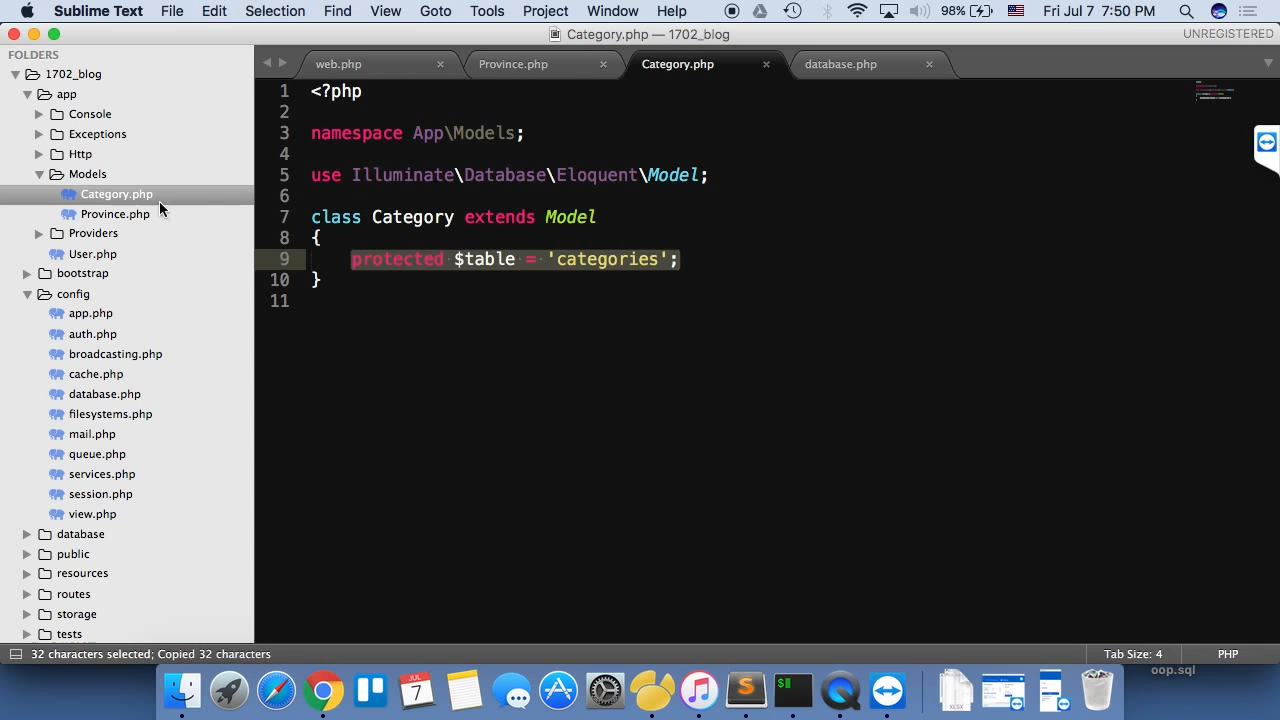 Sublime Text File Edit Selection Find View Goto Tools Project Window Help 98% Fri Jul 7 7:50 PM
Category.php — 1702_blog UNREGISTERED
FOLDERS
1702_blog
app
Console
Exceptions
Http
Models
Category.php
Province.php
Providers
User.php
bootstrap
config
app.php
auth.php
broadcasting.php
cache.php
database.php
filesystems.php
mail.php
queue.php
services.php
session.php
view.php
database
public
resources
routes
storage
tests
web.php Province.php Category.php database.php
1 <?php
2
3 namespace App\Models;
4
5 use Illuminate\Database\Eloquent\Model;
6
7 class Category extends Model
8 {
9 protected $table = 'categories';
10 }
11
32 characters selected; Copied 32 characters Tab Size: 4 PHP
oop.sql
JUL
7
XLSX